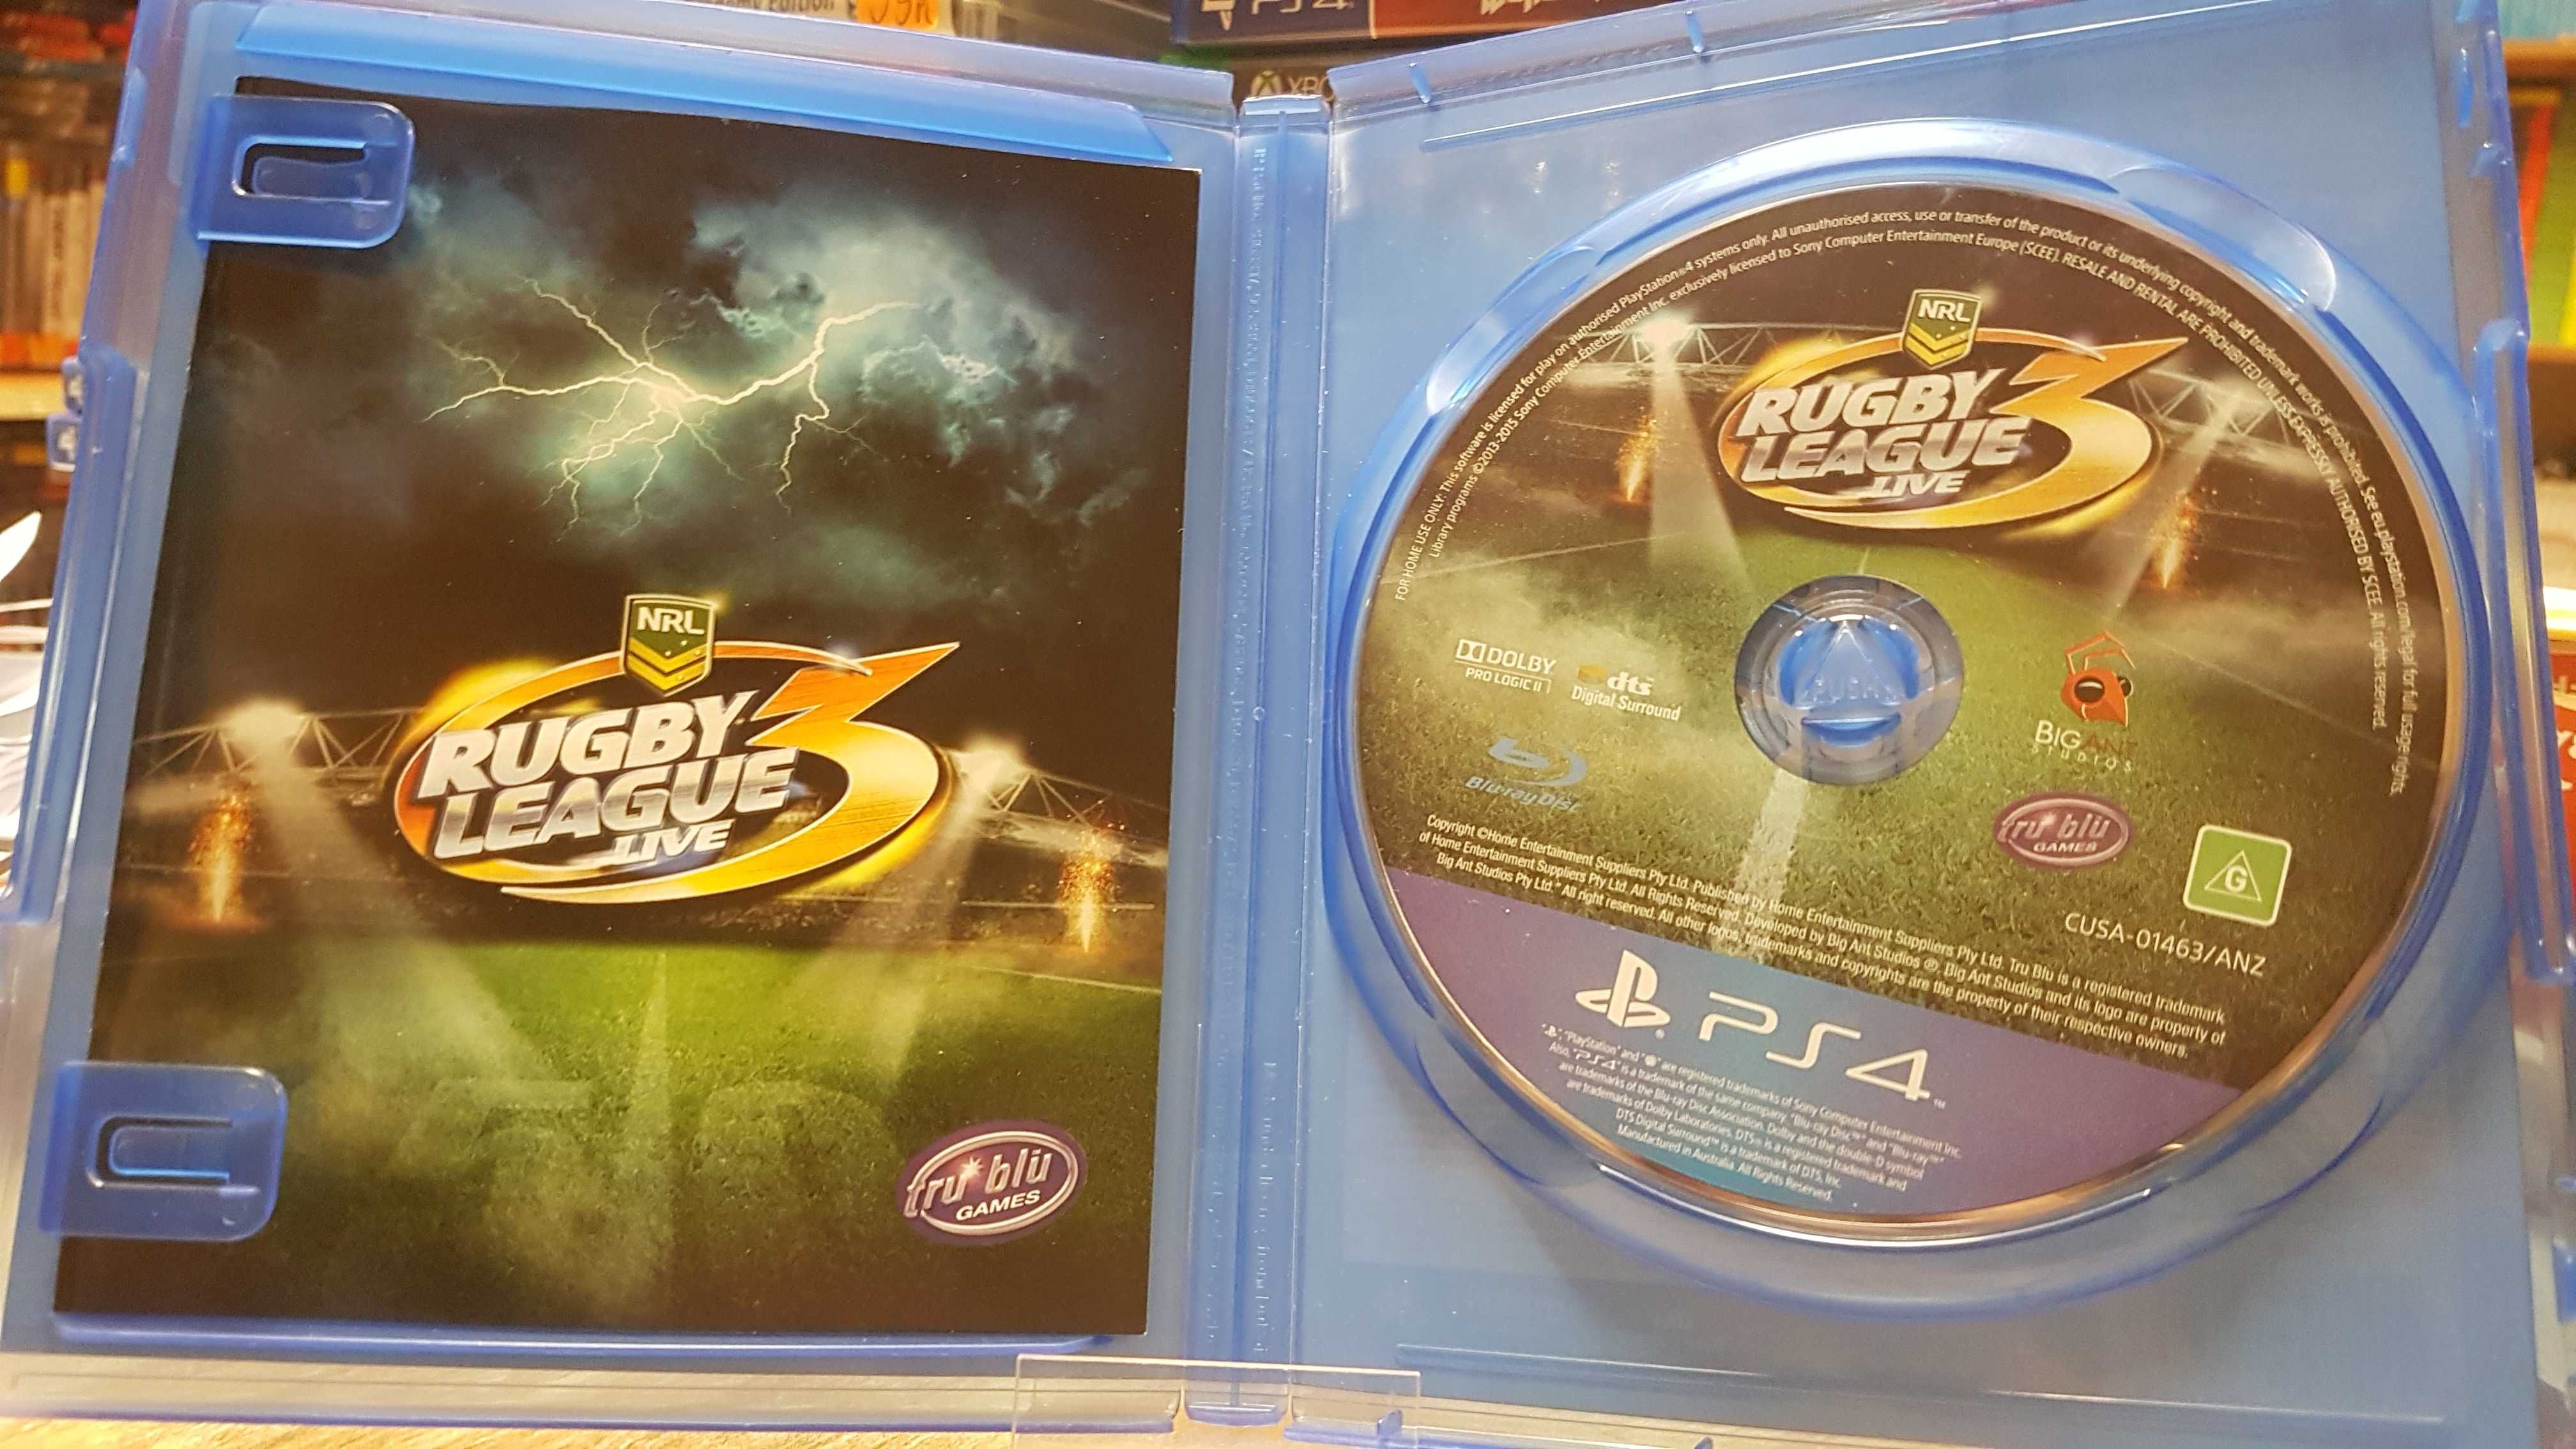 PS4
XBO
NRL
RUGBY
LEAGUE 3
LIVE
tru blu
GAMES
FOR HOME USE ONLY: This software is licensed for play on authorised PlayStation®4 systems only. All unauthorised access, use or transfer of the product or its underlying copyright and trademark works is prohibited. See eu.playstation.com/legal for full usage rights.
Library programs ©2013-2015 Sony Computer Entertainment Inc. exclusively licensed to Sony Computer Entertainment Europe (SCEE). RESALE AND RENTAL ARE PROHIBITED UNLESS EXPRESSLY AUTHORISED BY SCEE. All rights reserved.
NRL
RUGBY
LEAGUE 3
LIVE
DOLBY
PRO LOGIC II
dts
Digital Surround
Blu-ray Disc
PUSH
BIG ANT
STUDIOS
tru blu
GAMES
G
CUSA-01463/ANZ
Copyright ©Home Entertainment Suppliers Pty Ltd. Published by Home Entertainment Suppliers Pty Ltd. Tru Blu is a registered trademark
of Home Entertainment Suppliers Pty Ltd. All Rights Reserved. Developed by Big Ant Studios ®. Big Ant Studios and its logo are property of
Big Ant Studios Pty Ltd. All right reserved. All other logos, trademarks and copyrights are the property of their respective owners.
PS4
"PlayStation" and are registered trademarks of Sony Computer Entertainment Inc.
Also, "PS4" is a trademark of the same company. "Blu-ray Disc™" and "Blu-ray™"
are trademarks of the Blu-ray Disc Association. Dolby and the double-D symbol
are trademarks of Dolby Laboratories. DTS® is a registered trademark and
DTS Digital Surround™ is a trademark of DTS, Inc.
Manufactured in Australia. All Rights Reserved.